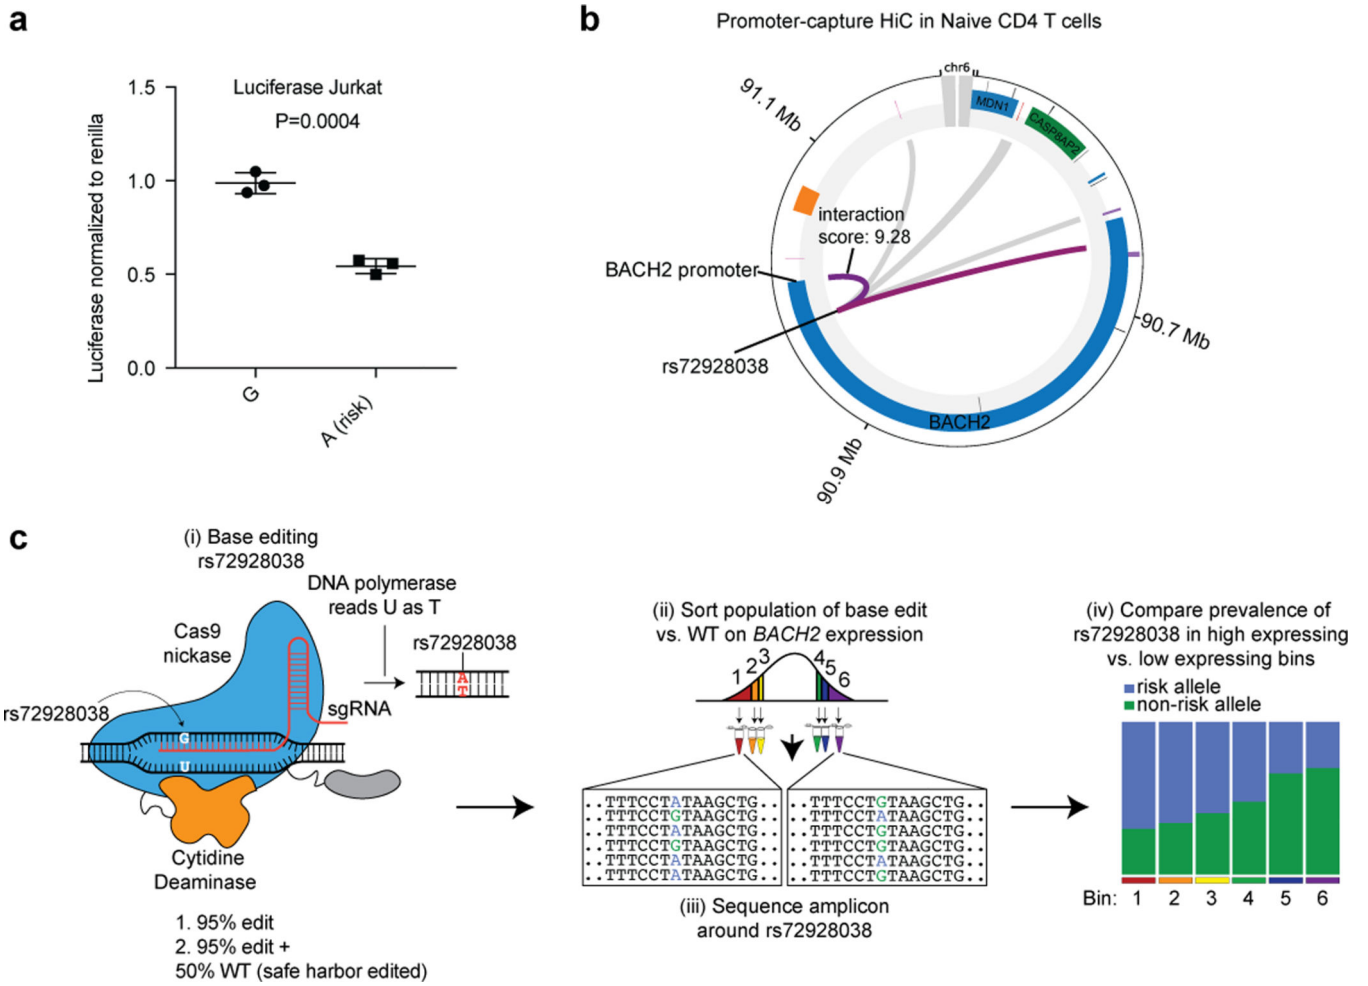 a
Luciferase Jurkat
P=0.0004
Luciferase normalized to renilla
1.5
1.0
0.5
0.0
G
A (risk)
b
Promoter-capture HiC in Naive CD4 T cells
chr6
MDN1
CASP8AP2
91.1 Mb
interaction
score: 9.28
BACH2 promoter
rs72928038
90.7 Mb
BACH2
90.9 Mb
c
(i) Base editing
rs72928038
DNA polymerase
reads U as T
Cas9
nickase
rs72928038
A
T
sgRNA
rs72928038
G
U
Cytidine
Deaminase
1. 95% edit
2. 95% edit +
50% WT (safe harbor edited)
(ii) Sort population of base edit
vs. WT on BACH2 expression
1 2 3 4 5 6
..TTTCCTATAAGCTG..
..TTTCCTGTAAGCTG..
..TTTCCTATAAGCTG..
..TTTCCTGTAAGCTG..
..TTTCCTATAAGCTG..
..TTTCCTATAAGCTG..
..TTTCCTGTAAGCTG..
..TTTCCTATAAGCTG..
..TTTCCTGTAAGCTG..
..TTTCCTGTAAGCTG..
..TTTCCTATAAGCTG..
..TTTCCTGTAAGCTG..
(iii) Sequence amplicon
around rs72928038
(iv) Compare prevalence of
rs72928038 in high expressing
vs. low expressing bins
risk allele
non-risk allele
Bin: 1 2 3 4 5 6